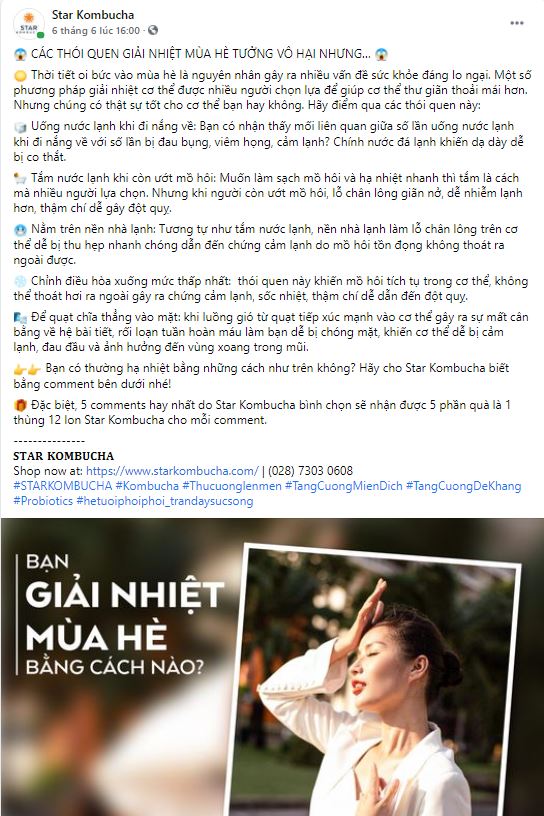 Star Kombucha
6 tháng 6 lúc 16:00 ·
STAR
KOMBUCHA
😱 CÁC THÓI QUEN GIẢI NHIỆT MÙA HÈ TƯỞNG VÔ HẠI NHƯNG... 😱
🌞 Thời tiết oi bức vào mùa hè là nguyên nhân gây ra nhiều vấn đề sức khỏe đáng lo ngại. Một số
phương pháp giải nhiệt cơ thể được nhiều người chọn lựa để giúp cơ thể thư giãn thoải mái hơn.
Nhưng chúng có thật sự tốt cho cơ thể bạn hay không. Hãy điểm qua các thói quen này:
🧊 Uống nước lạnh khi đi nắng về: Bạn có nhận thấy mối liên quan giữa số lần uống nước lạnh
khi đi nắng về với số lần bị đau bụng, viêm họng, cảm lạnh? Chính nước đá lạnh khiến dạ dày dễ
bị co thắt.
🛀 Tắm nước lạnh khi còn ướt mồ hôi: Muốn làm sạch mồ hôi và hạ nhiệt nhanh thì tắm là cách
mà nhiều người lựa chọn. Nhưng khi người còn ướt mồ hôi, lỗ chân lông giãn nở, dễ nhiễm lạnh
hơn, thậm chí dễ gây đột quỵ.
🥶 Nằm trên nền nhà lạnh: Tương tự như tắm nước lạnh, nền nhà lạnh làm lỗ chân lông trên cơ
thể dễ bị thu hẹp nhanh chóng dẫn đến chứng cảm lạnh do mồ hôi tồn đọng không thoát ra
ngoài được.
❄️ Chỉnh điều hòa xuống mức thấp nhất: thói quen này khiến mồ hôi tích tụ trong cơ thể, không
thể thoát hơi ra ngoài gây ra chứng cảm lạnh, sốc nhiệt, thậm chí dễ dẫn đến đột quỵ.
🌬️ Để quạt chĩa thẳng vào mặt: khi luồng gió từ quạt tiếp xúc mạnh vào cơ thể gây ra sự mất cân
bằng về hệ bài tiết, rối loạn tuần hoàn máu làm bạn dễ bị chóng mặt, khiến cơ thể dễ bị cảm
lạnh, đau đầu và ảnh hưởng đến vùng xoang trong mũi.
👉👉 Bạn có thường hạ nhiệt bằng những cách như trên không? Hãy cho Star Kombucha biết
bằng comment bên dưới nhé!
🎁 Đặc biệt, 5 comments hay nhất do Star Kombucha bình chọn sẽ nhận được 5 phần quà là 1
thùng 12 lon Star Kombucha cho mỗi comment.
---------------
STAR KOMBUCHA
Shop now at: https://www.starkombucha.com/ | (028) 7303 0608
#STARKOMBUCHA #Kombucha #Thucuonglenmen #TangCuongMienDich #TangCuongDeKhang
#Probiotics #hetuoiphoiphoi_trandaysucsong
BẠN
GIẢI NHIỆT
MÙA HÈ
BẰNG CÁCH NÀO?